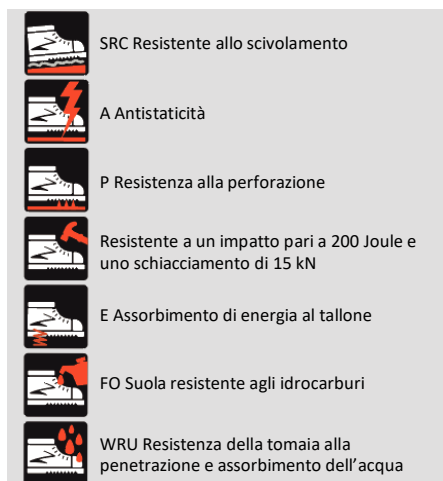 SRC Resistente allo scivolamento
A Antistaticità
P Resistenza alla perforazione
Resistente a un impatto pari a 200 Joule e
uno schiacciamento di 15 kN
E Assorbimento di energia al tallone
FO Suola resistente agli idrocarburi
WRU Resistenza della tomaia alla
penetrazione e assorbimento dell’acqua